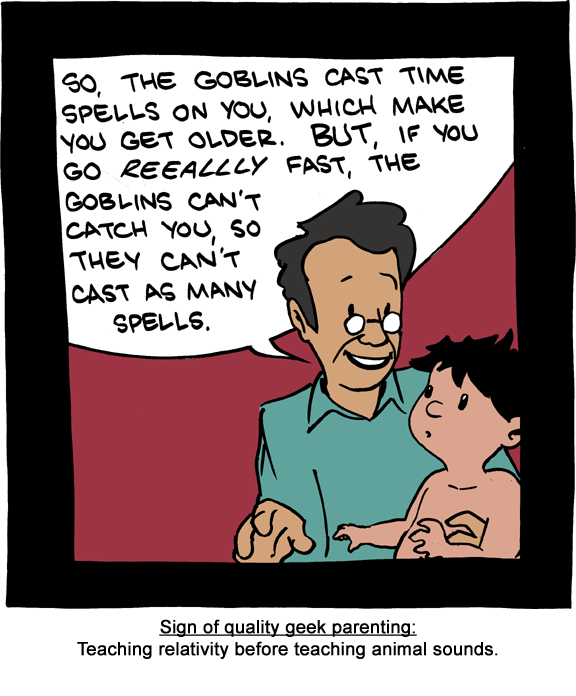 SO, THE GOBLINS CAST TIME
SPELLS ON YOU, WHICH MAKE
YOU GET OLDER. BUT, IF YOU
GO REEALLLY FAST, THE
GOBLINS CAN'T
CATCH YOU, SO
THEY CAN'T
CAST AS MANY
SPELLS.
Sign of quality geek parenting:
Teaching relativity before teaching animal sounds.